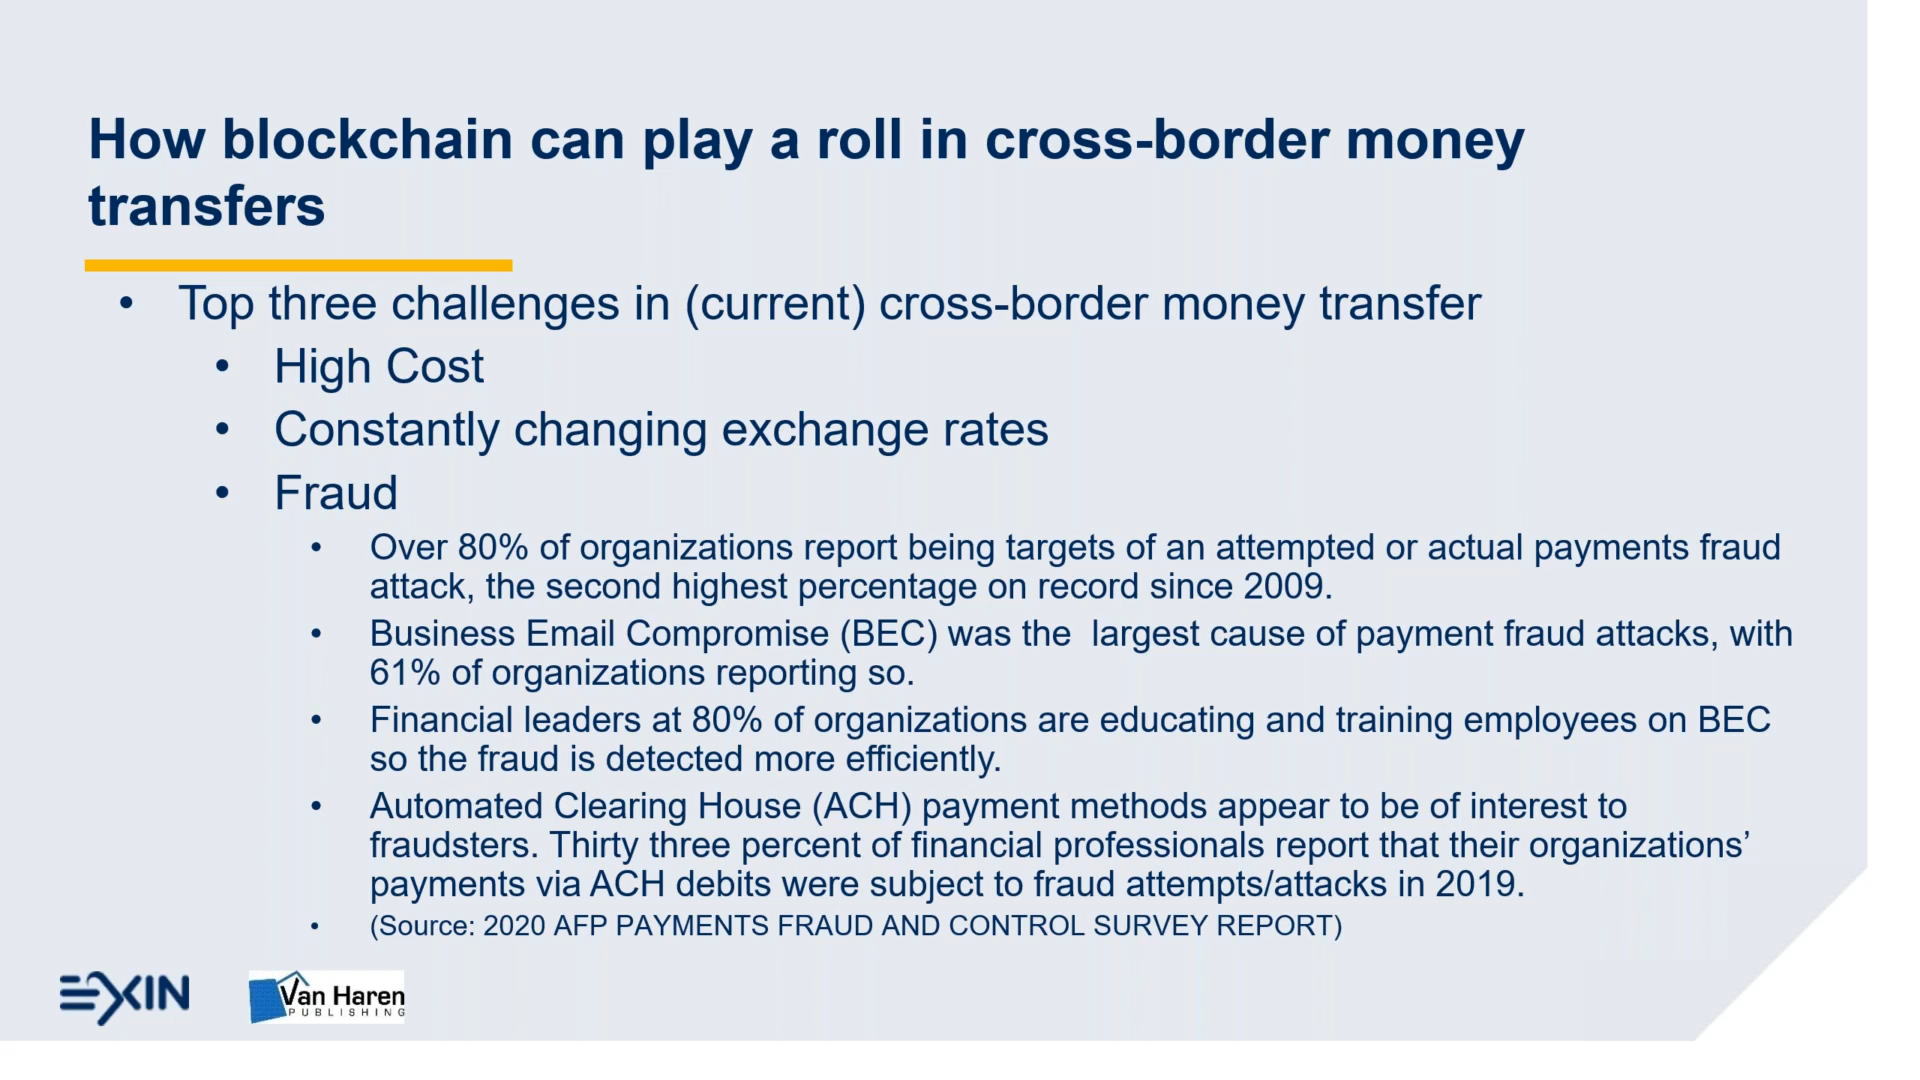 How blockchain can play a roll in cross-border money
transfers
• Top three challenges in (current) cross-border money transfer
• High Cost
• Constantly changing exchange rates
• Fraud
• Over 80% of organizations report being targets of an attempted or actual payments fraud
attack, the second highest percentage on record since 2009.
• Business Email Compromise (BEC) was the  largest cause of payment fraud attacks, with
61% of organizations reporting so.
• Financial leaders at 80% of organizations are educating and training employees on BEC
so the fraud is detected more efficiently.
• Automated Clearing House (ACH) payment methods appear to be of interest to
fraudsters. Thirty three percent of financial professionals report that their organizations’
payments via ACH debits were subject to fraud attempts/attacks in 2019.
• (Source: 2020 AFP PAYMENTS FRAUD AND CONTROL SURVEY REPORT)
EXIN
Van Haren
PUBLISHING